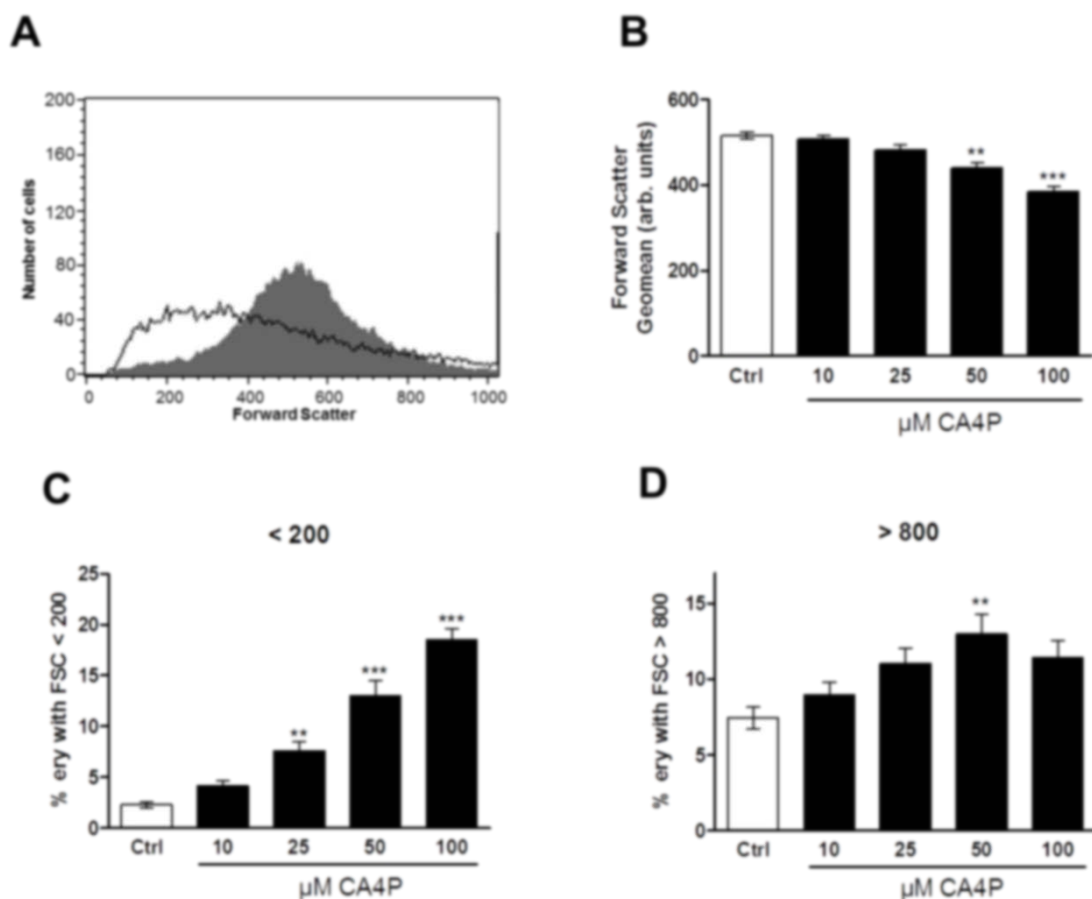 A
200
160
120
80
40
0
Number of cells
0 200 400 600 800 1000
Forward Scatter
B
600
400
200
0
Forward Scatter
Geomean (arb. units)
**
***
Ctrl 10 25 50 100
µM CA4P
C
< 200
25
20
15
10
5
0
% ery with FSC < 200
**
***
***
Ctrl 10 25 50 100
µM CA4P
D
> 800
15
10
5
0
% ery with FSC > 800
**
Ctrl 10 25 50 100
µM CA4P